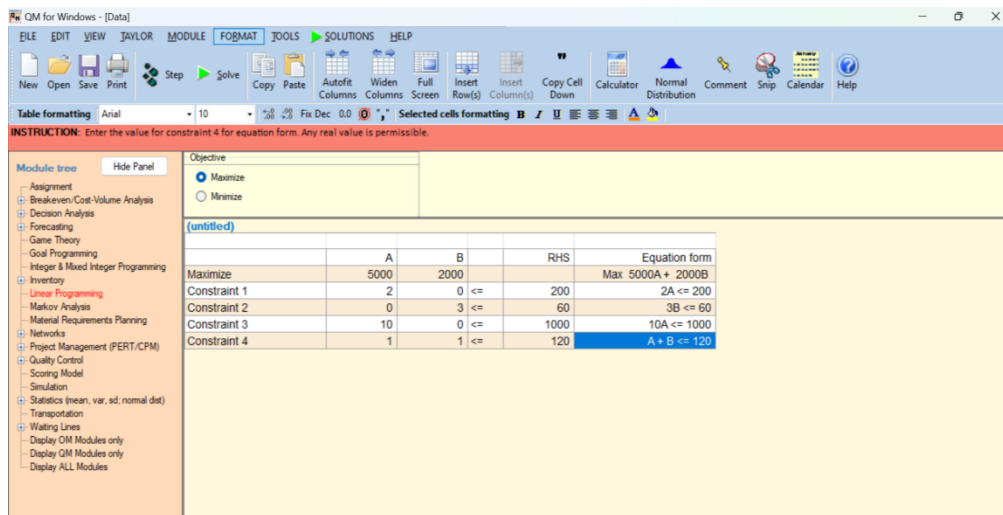 QM for Windows - [Data]
FILE EDIT VIEW TAYLOR MODULE FORMAT TOOLS SOLUTIONS HELP
New Open Save Print Step Solve Copy Paste Autofit Columns Widen Columns Full Screen Insert Row(s) Insert Column(s) Copy Cell Down Calculator Normal Distribution Comment Snip Calendar Help
Table formatting Arial 10 Fix Dec 0.0 0 "," Selected cells formatting B I U A
INSTRUCTION: Enter the value for constraint 4 for equation form. Any real value is permissible.
Module tree Hide Panel
Assignment
Breakeven/Cost-Volume Analysis
Decision Analysis
Forecasting
Game Theory
Goal Programming
Integer & Mixed Integer Programming
Inventory
Linear Programming
Markov Analysis
Material Requirements Planning
Networks
Project Management (PERT/CPM)
Quality Control
Scoring Model
Simulation
Statistics (mean, var, sd; normal dist)
Transportation
Waiting Lines
Display OM Modules only
Display QM Modules only
Display ALL Modules
Objective
Maximize
Minimize
(untitled)
A B RHS Equation form
Maximize 5000 2000 Max 5000A + 2000B
Constraint 1 2 0 <= 200 2A <= 200
Constraint 2 0 3 <= 60 3B <= 60
Constraint 3 10 0 <= 1000 10A <= 1000
Constraint 4 1 1 <= 120 A + B <= 120